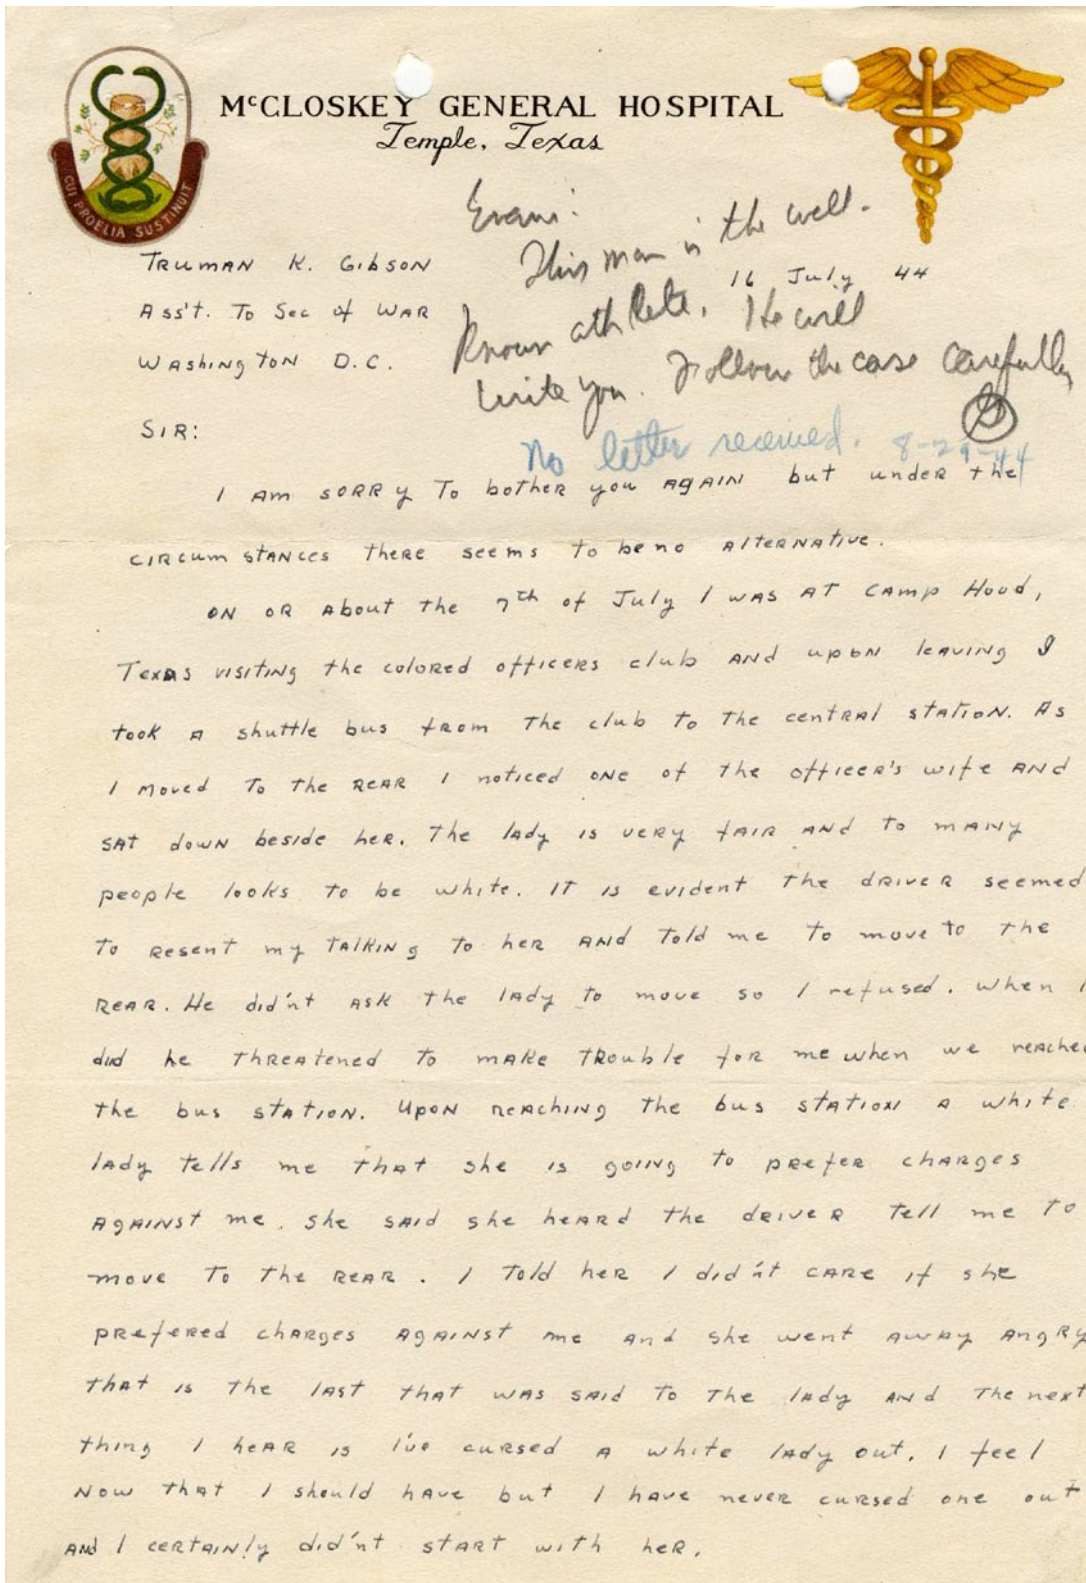 McCLOSKEY GENERAL HOSPITAL
Temple, Texas
CUI PROELIA SUSTINUIT
Evans:
This man is the well-
known athlete. He will
write you. Follow the case carefully
G
No letter received. 8-29-44
TRUMAN K. GIBSON
16 July 44
Ass't. To Sec of WAR
WAshington D.C.
SIR:
I AM SORRY To bother you AGAIN but under the
circumstances there seems to be no alternative.
ON OR About the 7th of July I was AT Camp Hood,
Texas visiting the colored officers club AND upon leaving I
took a shuttle bus from the club to the central station. As
I moved To the REAR I noticed one of the officer's wife AND
SAT down beside her. The lady is very fair AND to many
people looks to be white. It is evident the driver seemed
to resent my talking to her AND told me to move to the
REAR. He did'nt ask the lady to move so I refused. When I
did he threatened to make trouble for me when we reached
the bus station. Upon reaching the bus station a white
lady tells me that she is going to prefer charges
AgAiNst me. She said she heard the driver tell me to
move To the REAR. I Told her I did'nt care if she
prefered charges against me and she went away angry
that is the last that was said To The lady AND The next
thing I hear is I've cursed a white lady out. I feel
Now that I should have but I have never cursed one out
AND I certainly did'nt start with her.